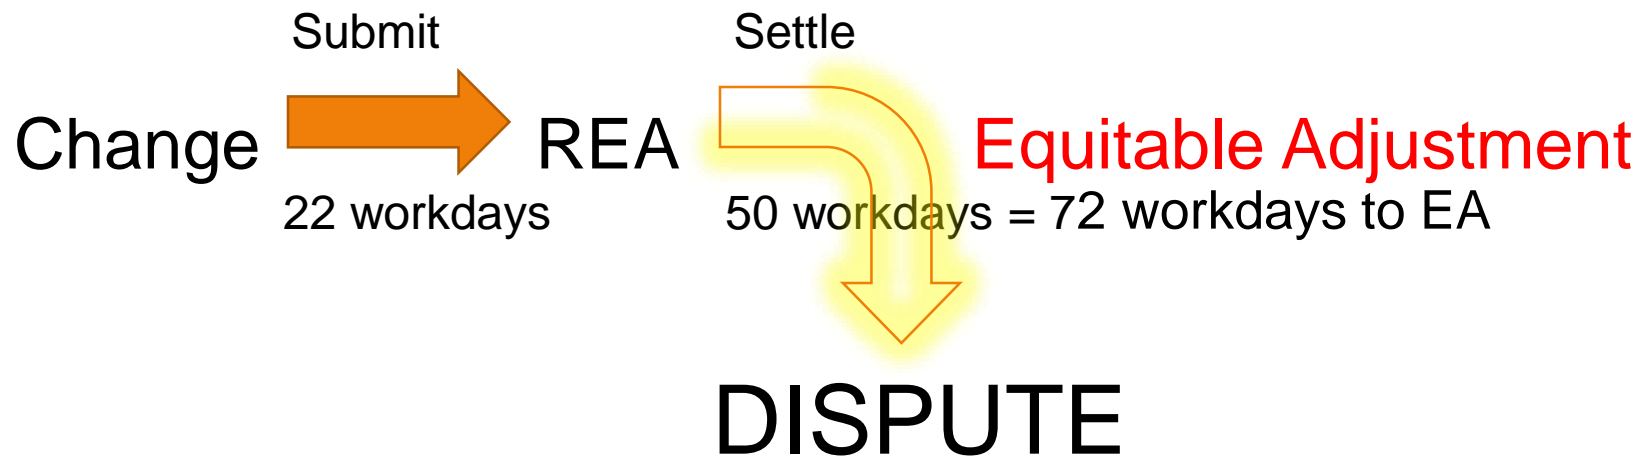 Submit
Settle
Change
REA
Equitable Adjustment
22 workdays
50 workdays = 72 workdays to EA
DISPUTE